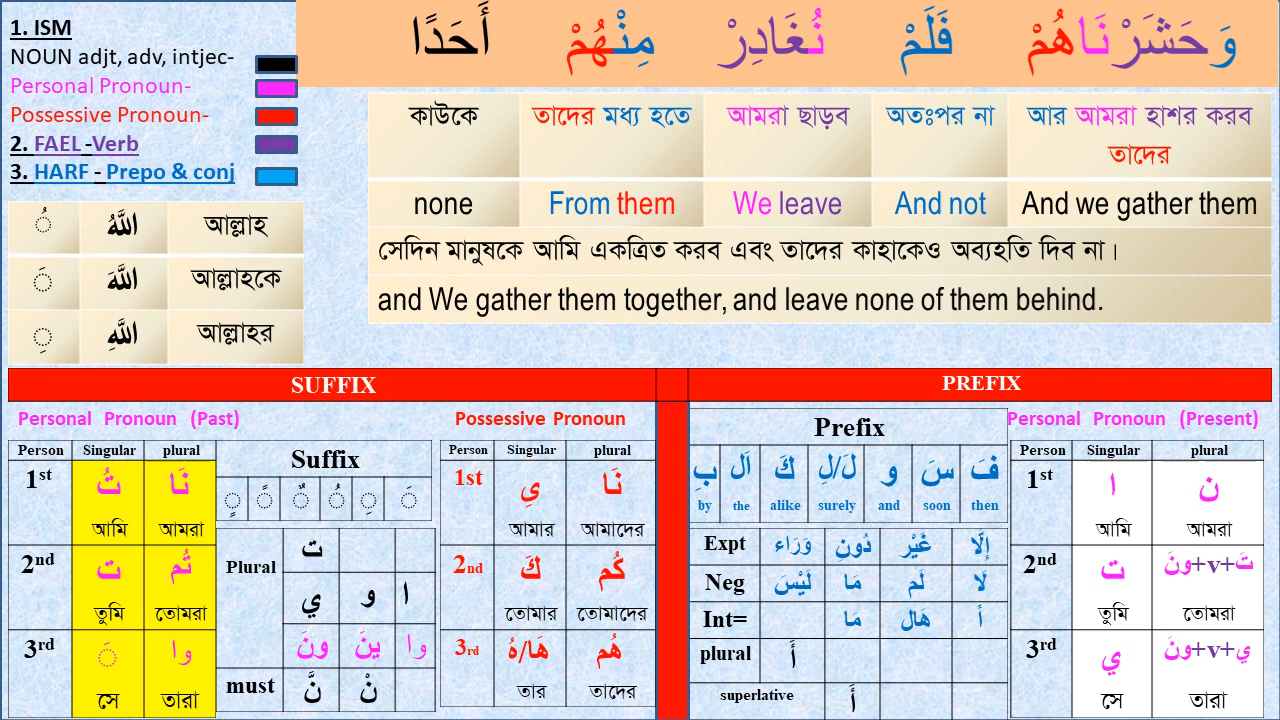 1. ISM
NOUN adjt, adv, intjec-
Personal Pronoun-
Possessive Pronoun-
2. FAEL -Verb
3. HARF - Prepo & conj
وَحَشَرْنَاهُمْ فَلَمْ نُغَادِرْ مِنْهُمْ أَحَدًا
কাউকে তাদের মধ্য হতে আমরা ছাড়ব অতঃপর না আর আমরা হাশর করব
তাদের
none From them We leave And not And we gather them
সেদিন মানুষকে আমি একত্রিত করব এবং তাদের কাহাকেও অব্যহতি দিব না।
and We gather them together, and leave none of them behind.
ُ اللَّهُ আল্লাহ
َ اللَّهَ আল্লাহকে
ِ اللَّهِ আল্লাহর
SUFFIX
Personal Pronoun (Past)
Person Singular plural
1st تُ نَا
আমি আমরা
2nd ت تُم
তুমি তোমরা
3rd َ وا
সে তারা
Suffix
ٍ ً ٌ ُ ِ َ
Plural ت
ي و ا
ونَ ينَ وا
must نَّ نْ
Possessive Pronoun
Person Singular plural
1st ي نَا
আমার আমাদের
2nd كَ كُم
তোমার তোমাদের
3rd هَا/هُ هُم
তার তাদের
PREFIX
Prefix
بِ اَل كَ لَ/لِ و سَ فَ
by the alike surely and soon then
Expt وَرَاء دُونِ غَيْر إِلَّا
Neg لَيْسَ مَا لَم لَا
Int= مَا هَال أَ
plural أَ
superlative أَ
Personal Pronoun (Present)
Person Singular plural
1st ا ن
আমি আমরা
2nd ت تَ+v+ونَ
তুমি তোমরা
3rd ي ي+v+ونَ
সে তারা